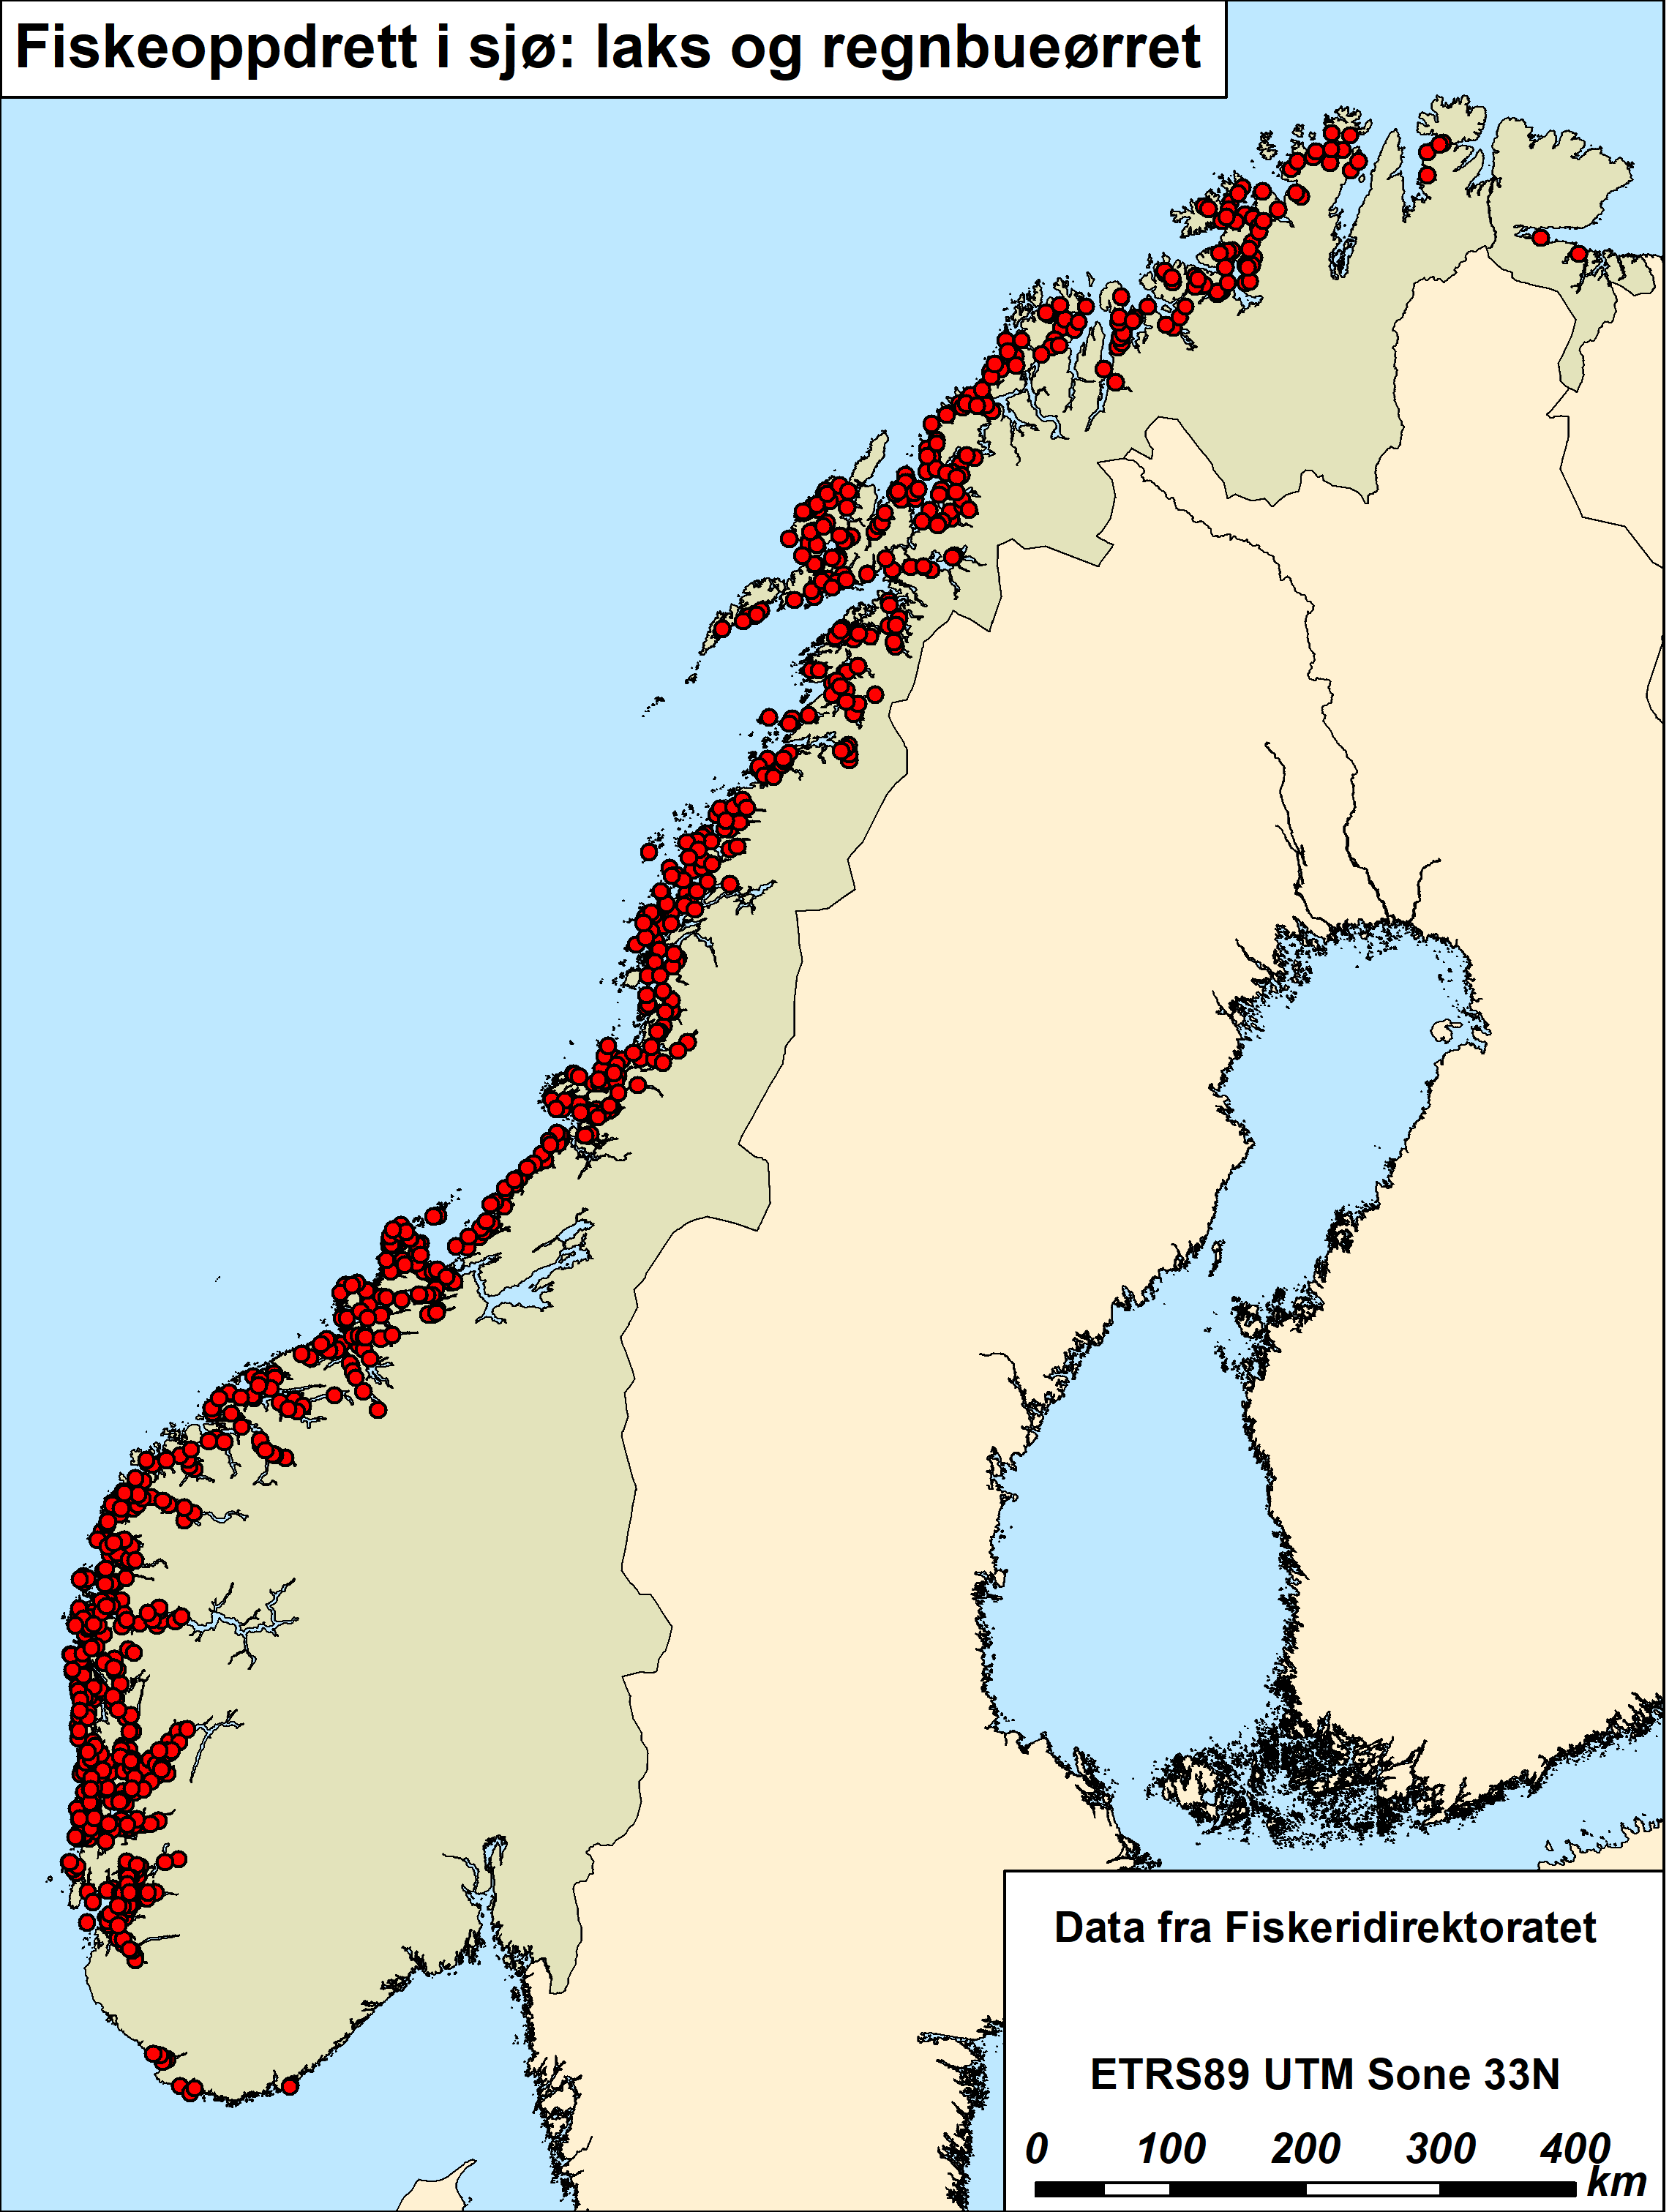 Fiskeoppdrett i sjø: laks og regnbueørret
Data fra Fiskeridirektoratet
ETRS89 UTM Sone 33N
0 100 200 300 400
km